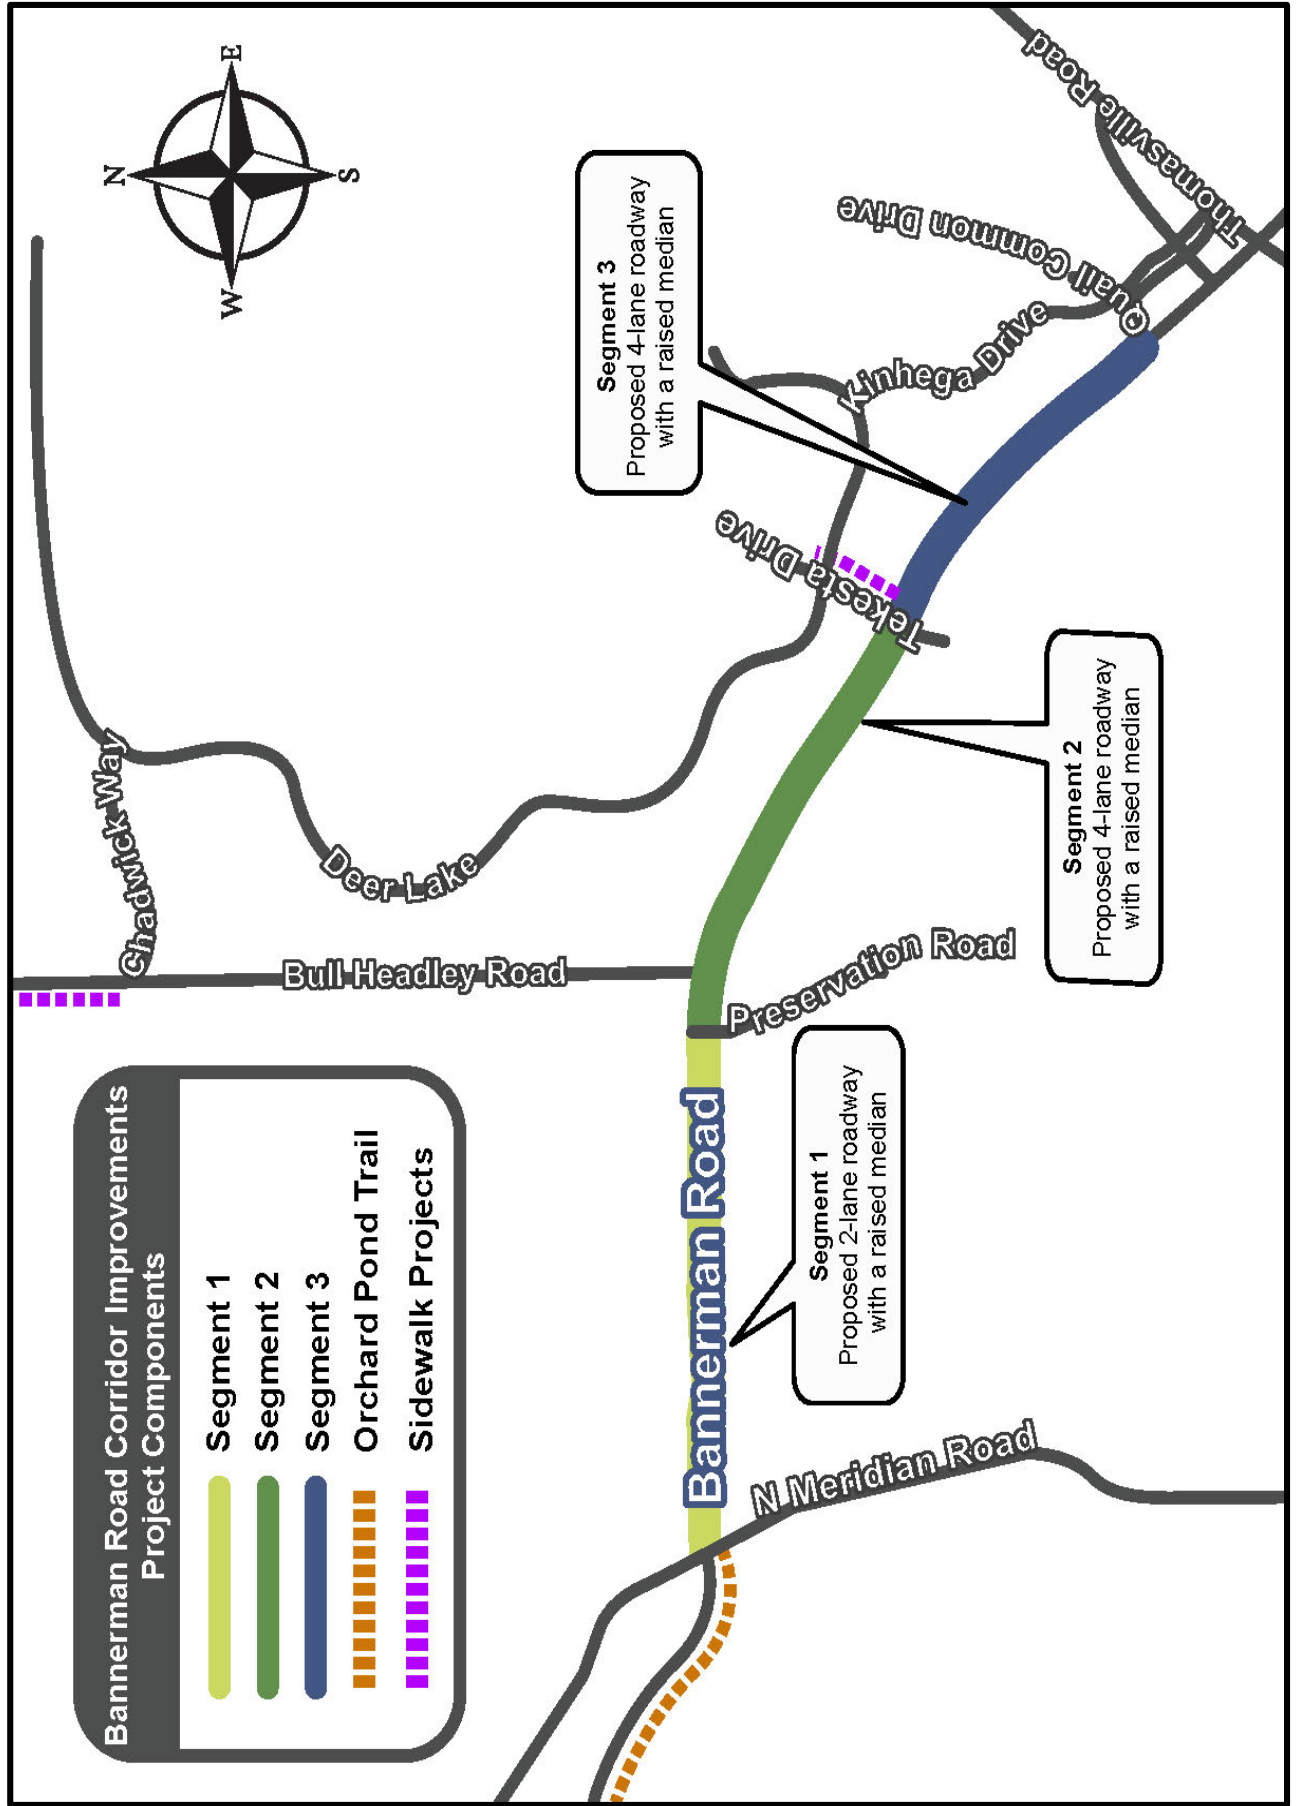 Bannerman Road Corridor Improvements
Project Components
Segment 1
Segment 2
Segment 3
Orchard Pond Trail
Sidewalk Projects
N
W
E
S
Chadwick Way
Deer Lake
Bull Headley Road
Segment 3
Proposed 4-lane roadway
with a raised median
Tekesta Drive
Kinhega Drive
Quail Common Drive
Thomasville Road
Bannerman Road
Preservation Road
N Meridian Road
Segment 1
Proposed 2-lane roadway
with a raised median
Segment 2
Proposed 4-lane roadway
with a raised median